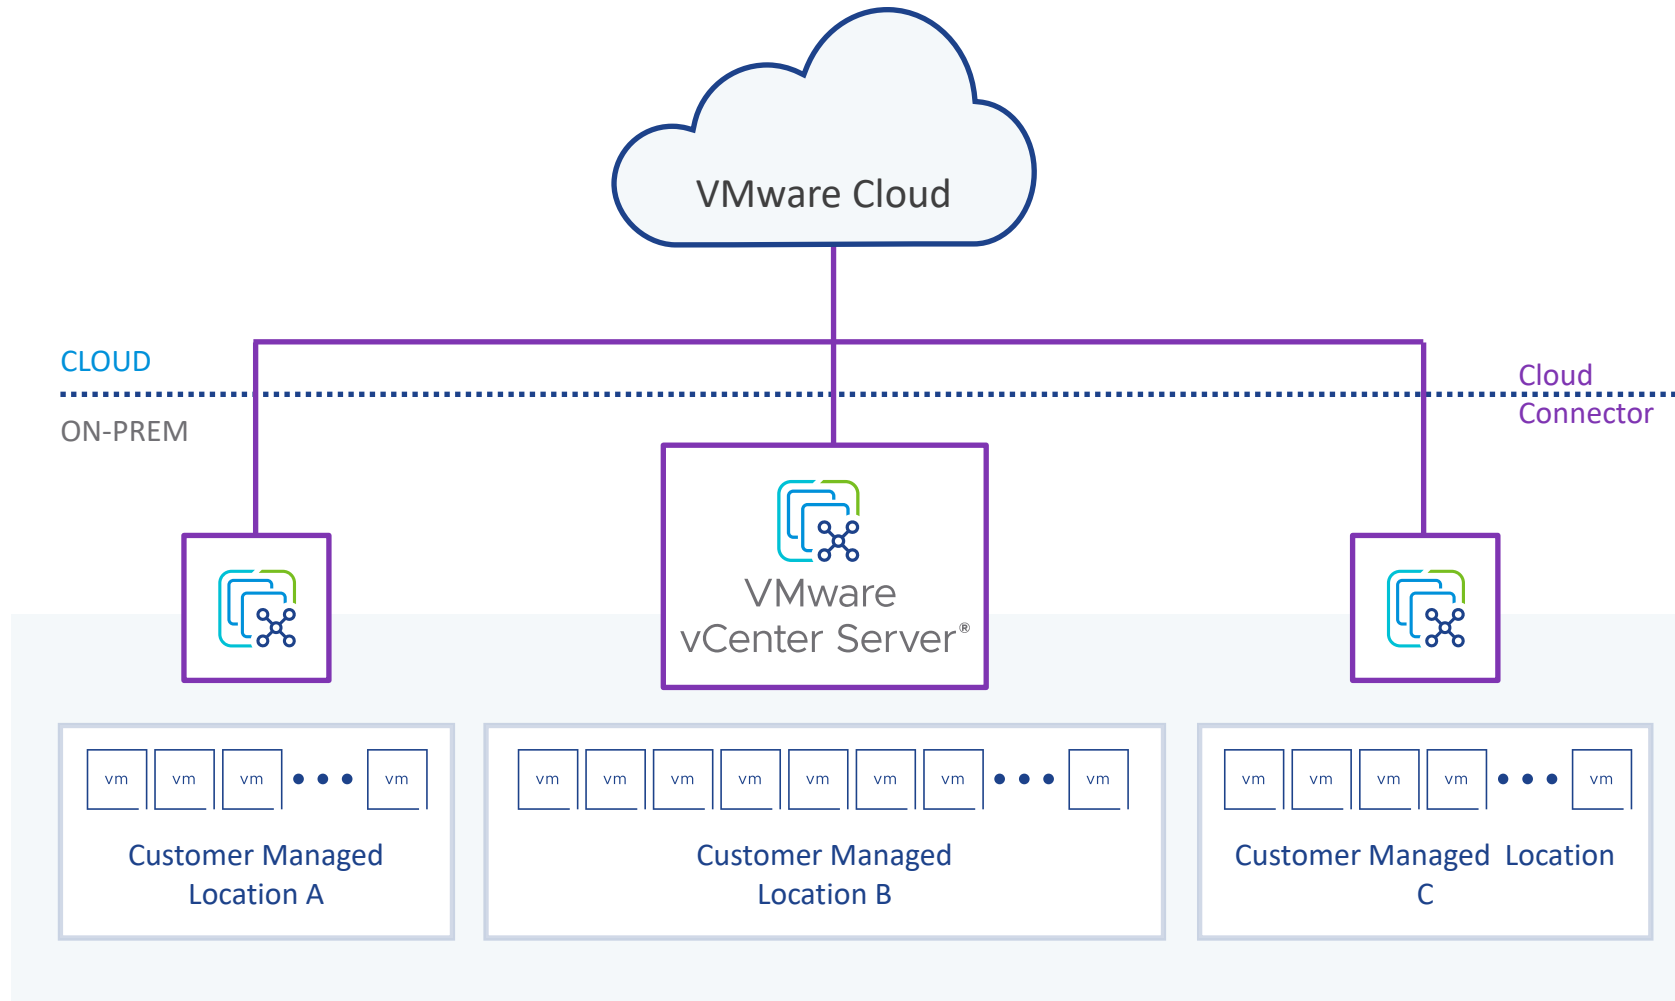 VMware Cloud
CLOUD
Cloud
Connector
ON-PREM
VMware
vCenter Server®
vm vm vm vm
Customer Managed
Location A
vm vm vm vm vm vm vm vm
Customer Managed
Location B
vm vm vm vm vm
Customer Managed Location
C